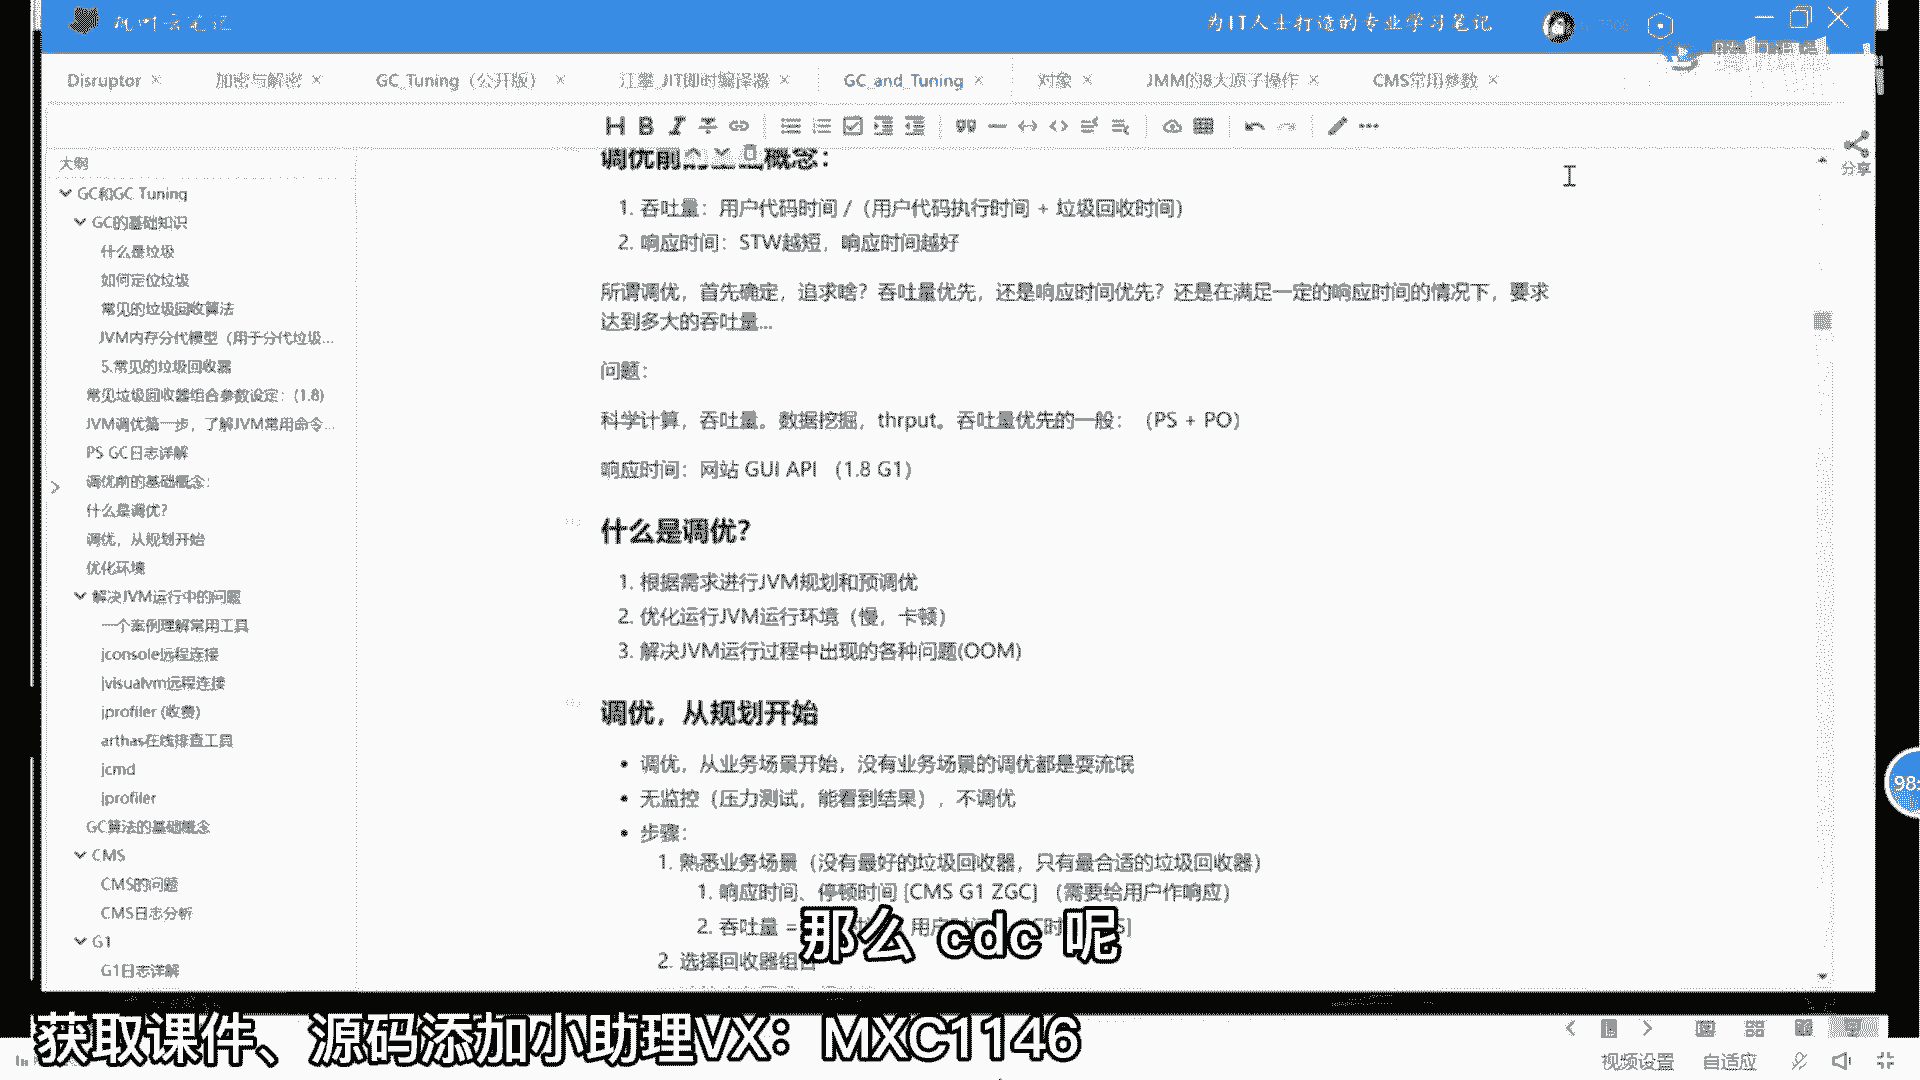 为IT人士打造的专业学习笔记
Disruptor × 加密与解密 × GC_Tuning（公开版） × JIT即时编译器 × GC_and_Tuning × 对象 × JMM的8大原子操作 × CMS常用参数 ×
大纲
分享
GC和GC Tuning
GC的基础知识
什么是垃圾
如何定位垃圾
常见的垃圾回收算法
JVM内存分代模型（用于分代垃圾...
5.常见的垃圾回收器
常见垃圾回收器组合参数设定：(1.8)
JVM调优第一步，了解JVM常用命令...
PS GC日志详解
调优前的基础概念：
什么是调优？
调优，从规划开始
优化环境
解决JVM运行中的问题
一个案例理解常用工具
jconsole远程连接
jvisualvm远程连接
jprofiler (收费)
arthas在线排查工具
jcmd
jprofiler
GC算法的基础概念
CMS
CMS的问题
CMS日志分析
G1
G1日志详解
调优前 概念：
1. 吞吐量：用户代码时间 /（用户代码执行时间 + 垃圾回收时间）
2. 响应时间：STW越短，响应时间越好
所谓调优，首先确定，追求啥？吞吐量优先，还是响应时间优先？还是在满足一定的响应时间的情况下，要求
达到多大的吞吐量...
问题：
科学计算，吞吐量。数据挖掘，thrput。吞吐量优先的一般：（PS + PO）
响应时间：网站 GUI API （1.8 G1）
什么是调优？
1. 根据需求进行JVM规划和预调优
2. 优化运行JVM运行环境（慢，卡顿）
3. 解决JVM运行过程中出现的各种问题(OOM)
调优，从规划开始
• 调优，从业务场景开始，没有业务场景的调优都是耍流氓
• 无监控（压力测试，能看到结果），不调优
• 步骤：
1. 熟悉业务场景（没有最好的垃圾回收器，只有最合适的垃圾回收器）
1. 响应时间、停顿时间 [CMS G1 ZGC] （需要给用户作响应）
2. 吞吐量 =
2. 选择回收器组合
那么 cdc 呢
获取课件、源码添加小助理VX：MXC1146
视频设置 自适应